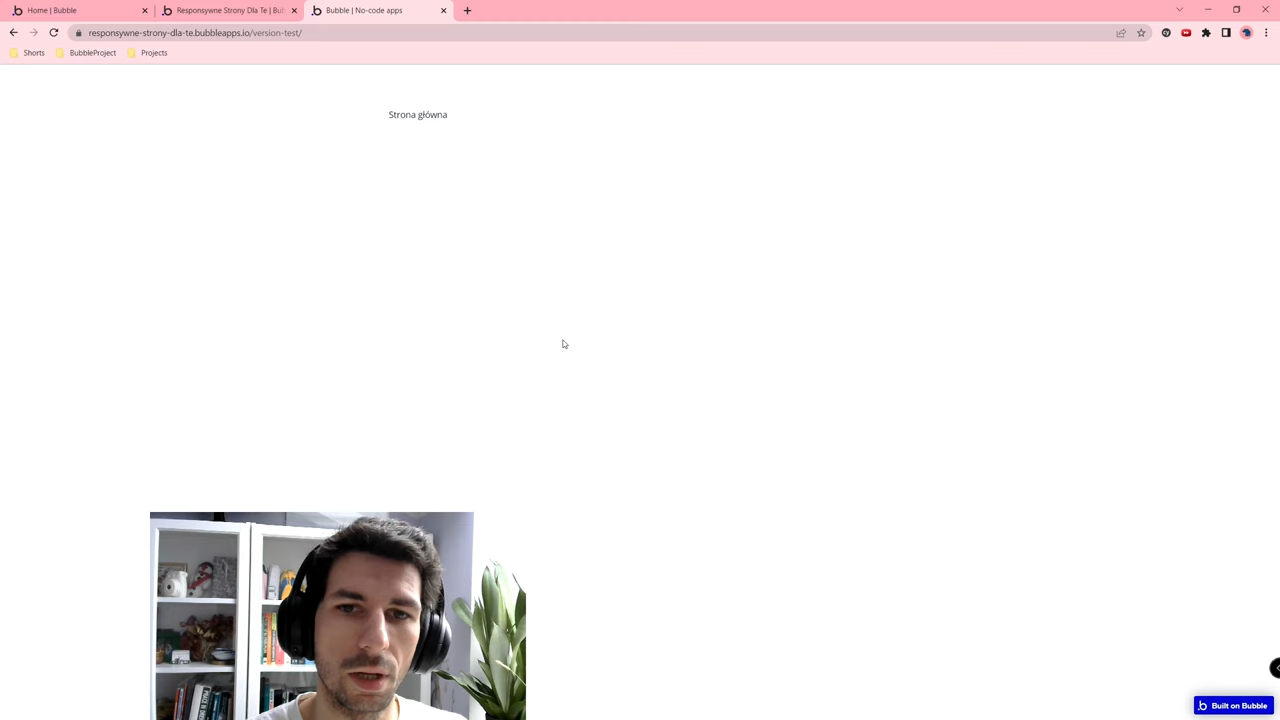 Home | Bubble
Responsywne Strony Dla Te | Bub
Bubble | No-code apps
responsywne-strony-dla-te.bubbleapps.io/version-test/
Shorts
BubbleProject
Projects
Strona główna
Built on Bubble